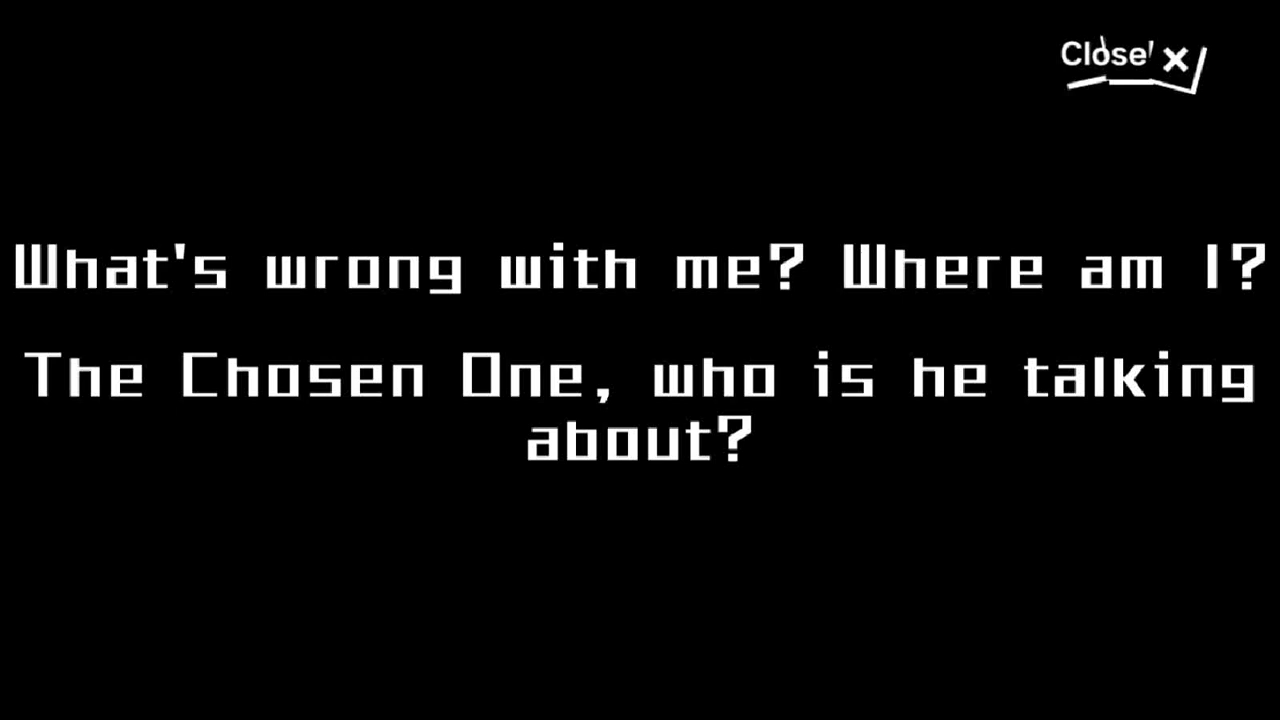 Close X
What's wrong with me? Where am I?
The Chosen One, who is he talking
about?